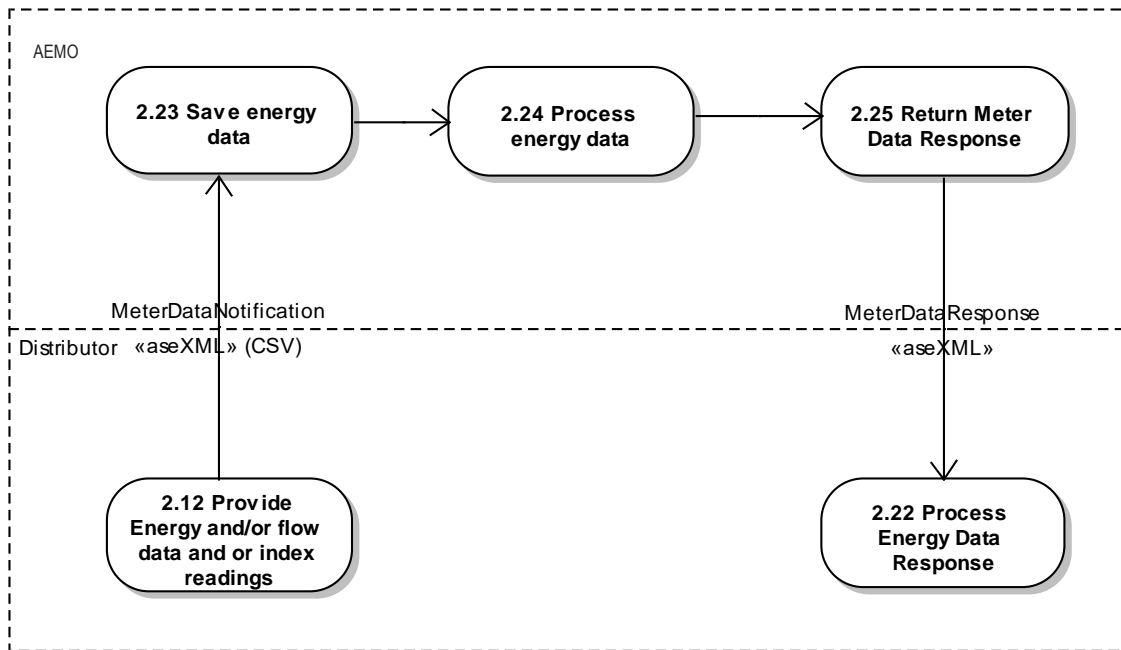 AEMO
2.23 Save energy
data
2.24 Process
energy data
2.25 Return Meter
Data Response
MeterDataNotification
MeterDataResponse
Distributor
«aseXML» (CSV)
«aseXML»
2.12 Provide
Energy and/or flow
data and or index
readings
2.22 Process
Energy Data
Response